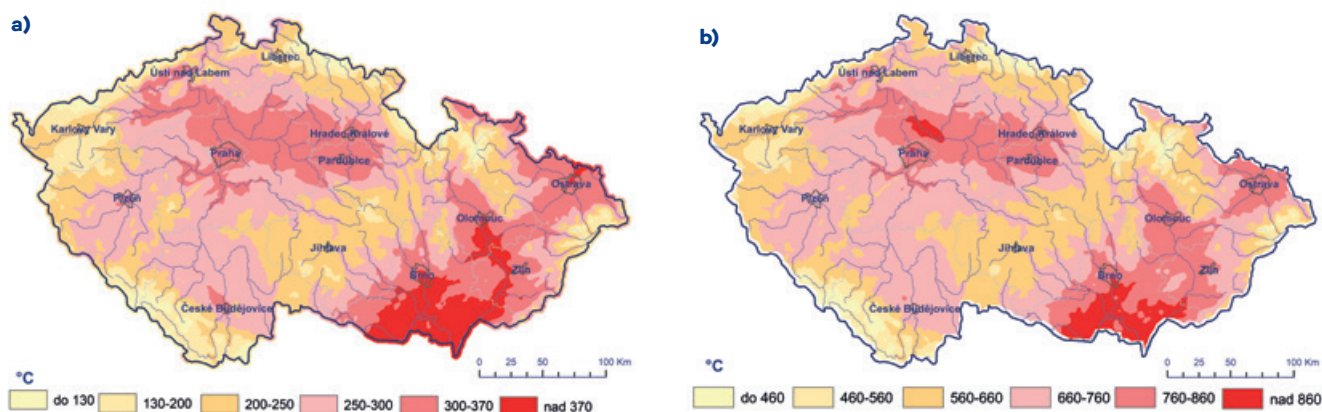 a)
Liberec
Ústí nad Labem
Karlovy Vary
Hradec Králové
Praha
Pardubice
Ostrava
Plzeň
Olomouc
Jihlava
Brno
Zlín
České Budějovice
0 25 50 100 Km
°C
do 130 130-200 200-250 250-300 300-370 nad 370
b)
Liberec
Ústí nad Labem
Karlovy Vary
Hradec Králové
Praha
Pardubice
Ostrava
Plzeň
Olomouc
Jihlava
Brno
Zlín
České Budějovice
0 25 50 100 Km
°C
do 460 460-560 560-660 660-760 760-860 nad 860